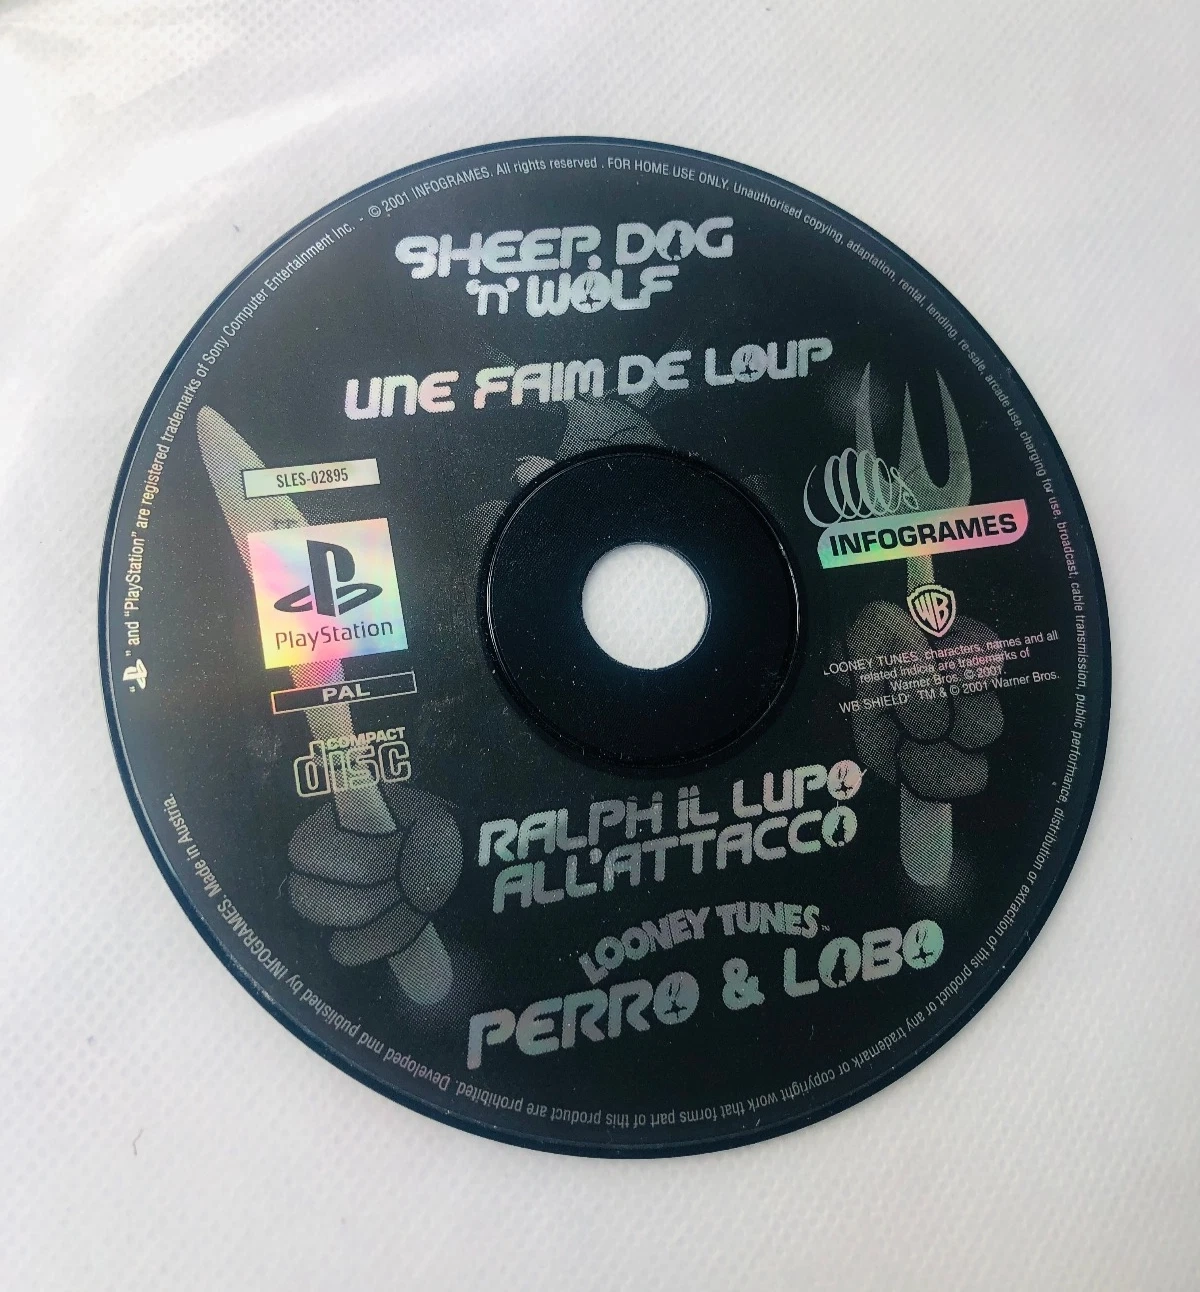 SHEEP, DOG
'n' WOLF
UNE FAIM DE LOUP
SLES-02895
PlayStation
PAL
COMPACT
disc
INFOGRAMES
WB
LOONEY TUNES, characters, names and all
related indicia are trademarks of
Warner Bros. © 2001.
WB SHIELD: ™ & © 2001 Warner Bros.
RALPH iL LUPO
ALL'ATTACCO
LOONEY TUNES™
PERRO & LOBO
" " and "PlayStation" are registered trademarks of Sony Computer Entertainment Inc. - © 2001 INFOGRAMES. All rights reserved . FOR HOME USE ONLY. Unauthorised copying, adaptation, rental, lending, re-sale, arcade use, charging for use, broadcast, cable transmission, public performance, distribution or extraction of this product or any trademark or copyright work that forms part of this product are prohibited. Developed nnd published by INFOGRAMES. Made in Austria.